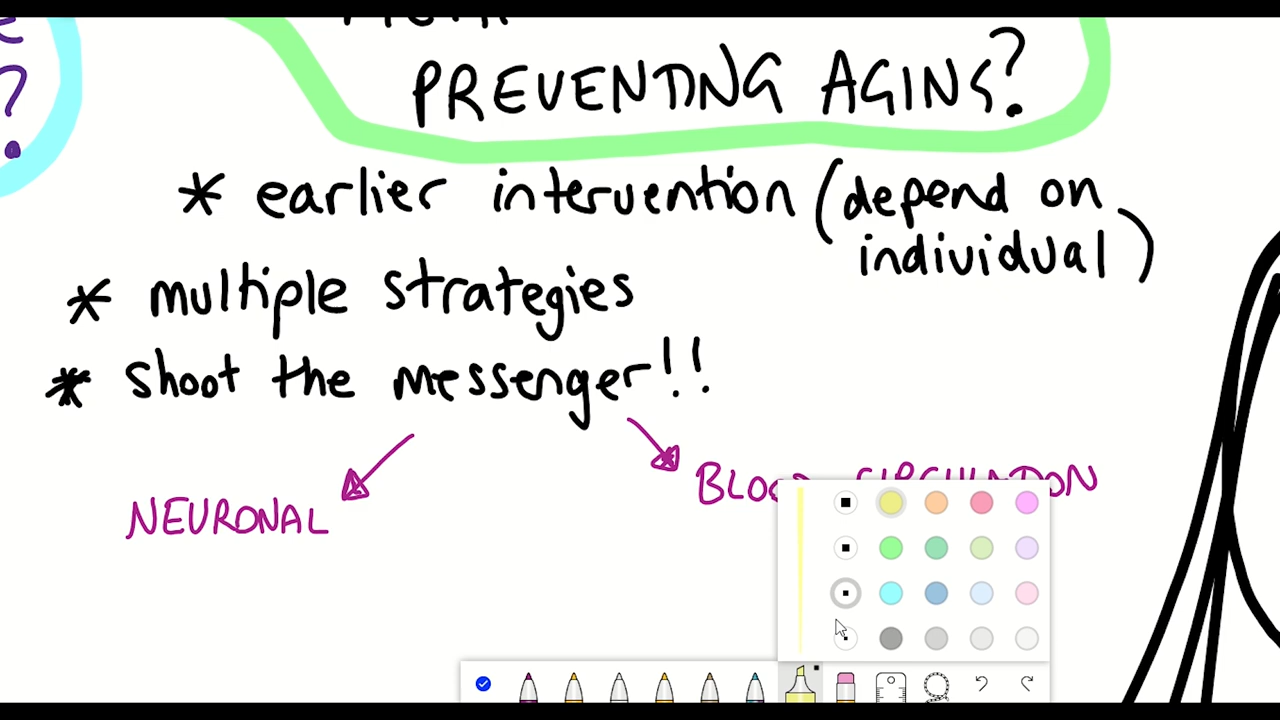 ?
PREVENTING AGING?
* earlier intervention (depend on
individual)
* multiple strategies
* shoot the messenger!!
NEURONAL